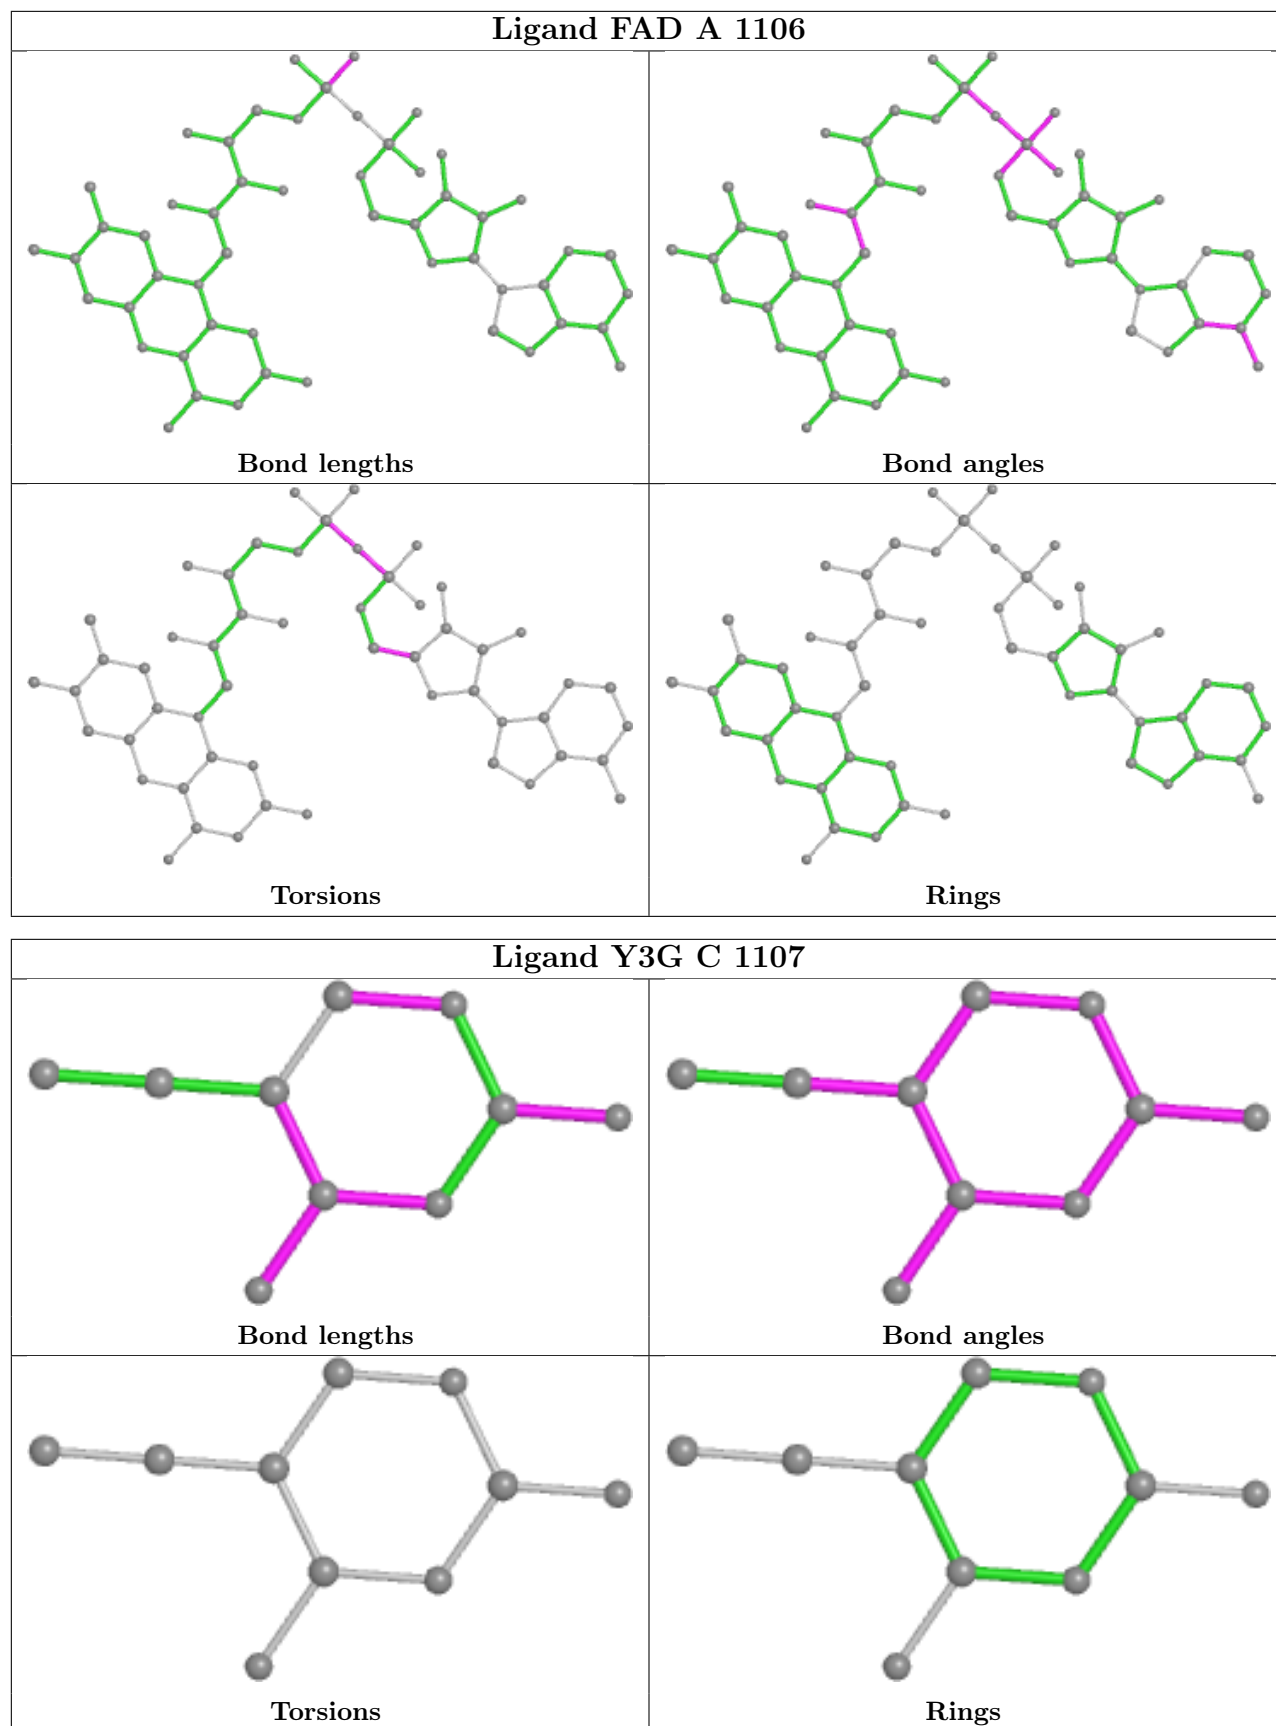 Ligand FAD A 1106
Bond lengths
Bond angles
Torsions
Rings
Ligand Y3G C 1107
Bond lengths
Bond angles
Torsions
Rings